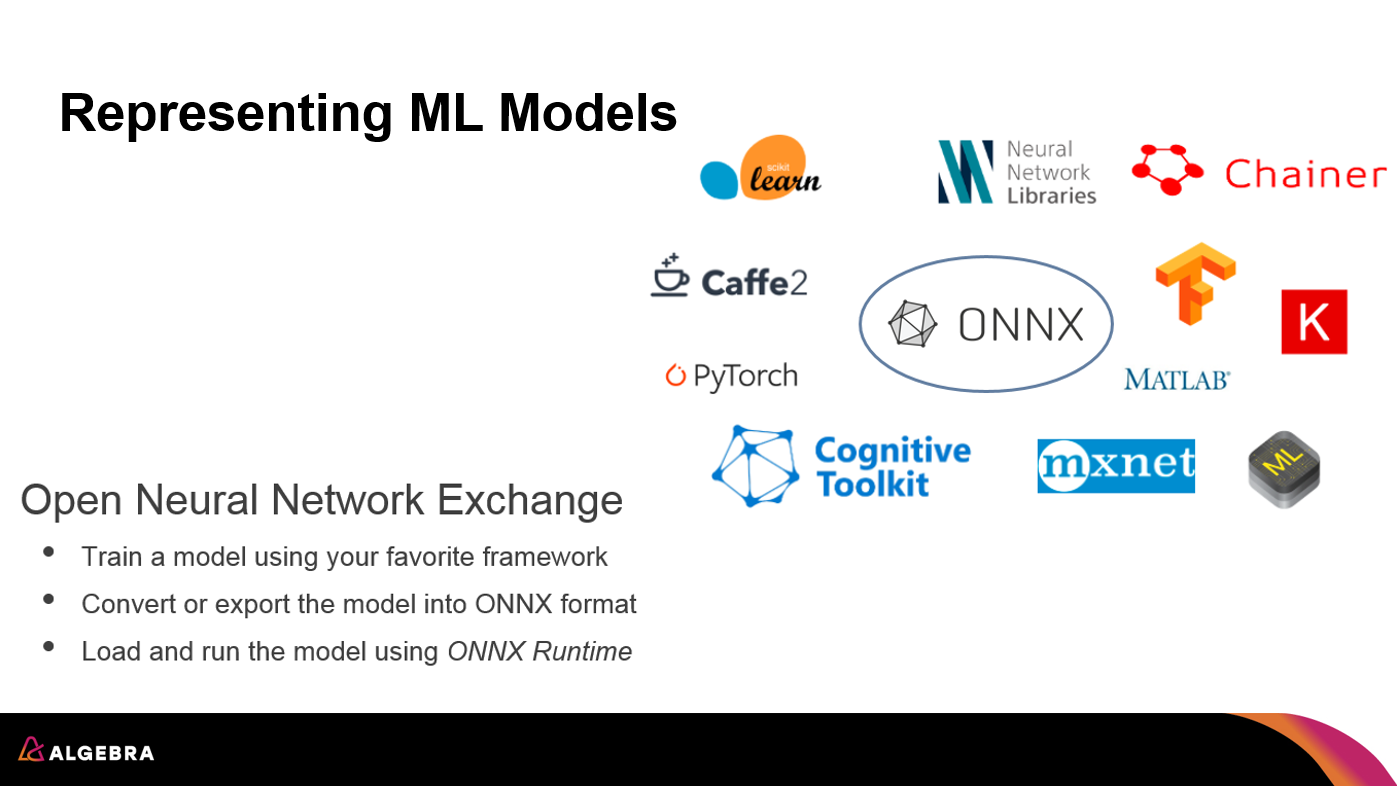 Representing ML Models
scikit
learn
Neural
Network
Libraries
Chainer
Caffe2
ONNX
K
PyTorch
MATLAB®
Cognitive
Toolkit
mxnet
ML
Open Neural Network Exchange
• Train a model using your favorite framework
• Convert or export the model into ONNX format
• Load and run the model using ONNX Runtime
ALGEBRA